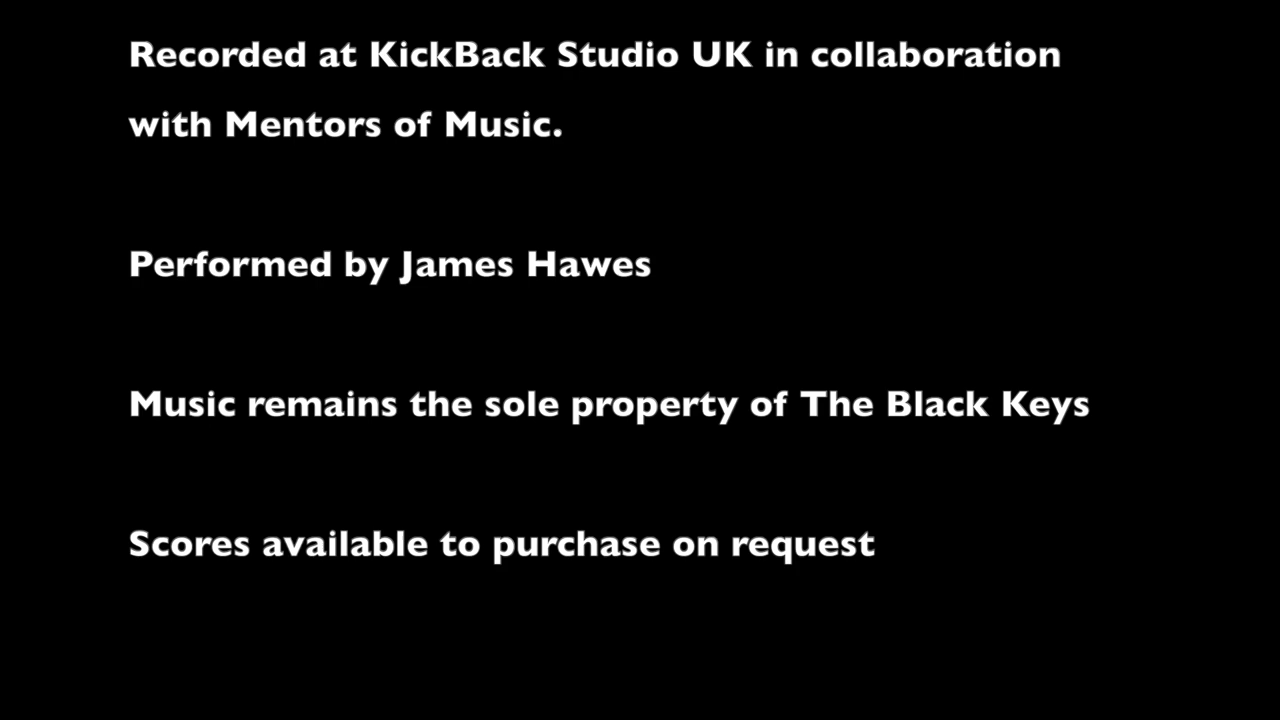 Recorded at KickBack Studio UK in collaboration
with Mentors of Music.
Performed by James Hawes
Music remains the sole property of The Black Keys
Scores available to purchase on request